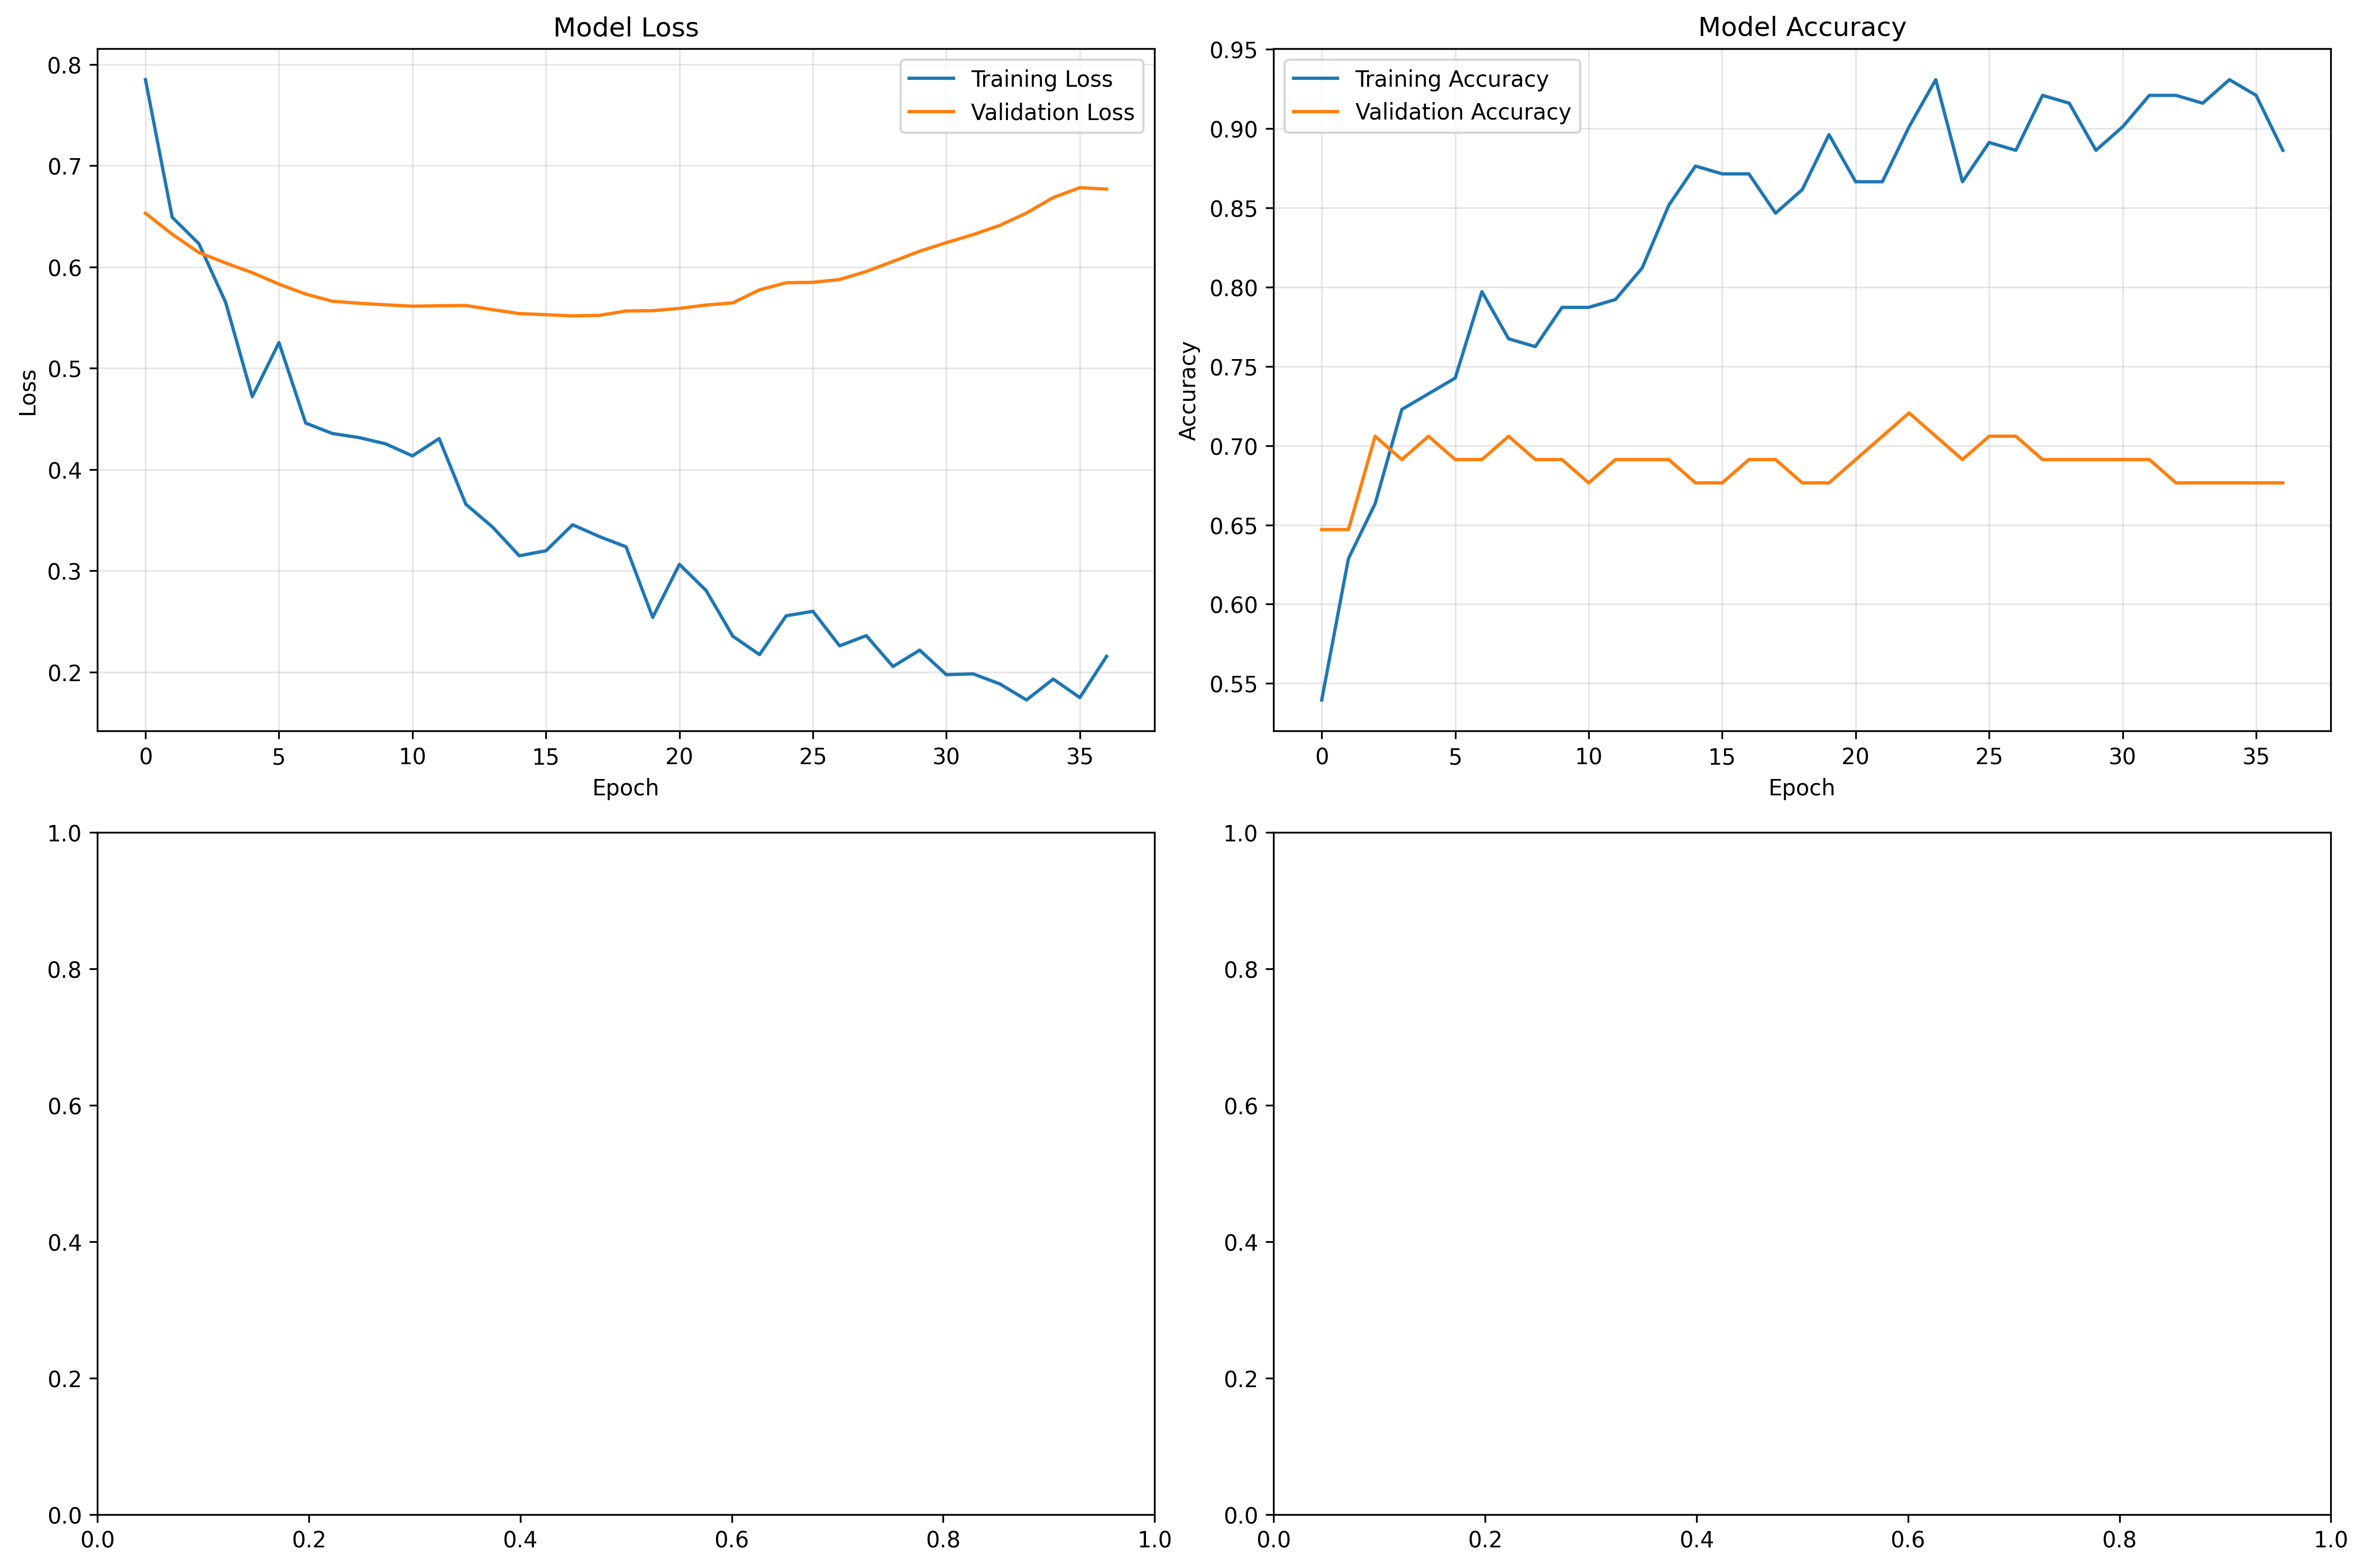 Model Loss
0.8
0.7
0.6
0.5
0.4
0.3
0.2
Loss
Training Loss
Validation Loss
0 5 10 15 20 25 30 35
Epoch
Model Accuracy
0.95
0.90
0.85
0.80
0.75
0.70
0.65
0.60
0.55
Accuracy
Training Accuracy
Validation Accuracy
0 5 10 15 20 25 30 35
Epoch
1.0
0.8
0.6
0.4
0.2
0.0
0.0 0.2 0.4 0.6 0.8 1.0
1.0
0.8
0.6
0.4
0.2
0.0
0.0 0.2 0.4 0.6 0.8 1.0